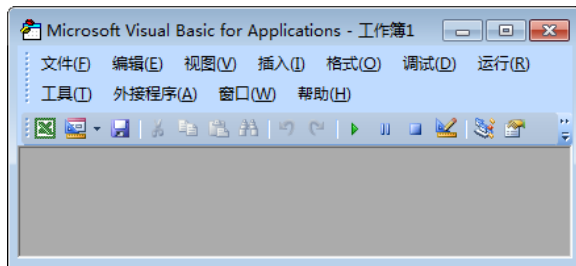 Microsoft Visual Basic for Applications - 工作簿1
文件(F) 编辑(E) 视图(V) 插入(I) 格式(O) 调试(D) 运行(R)
工具(T) 外接程序(A) 窗口(W) 帮助(H)